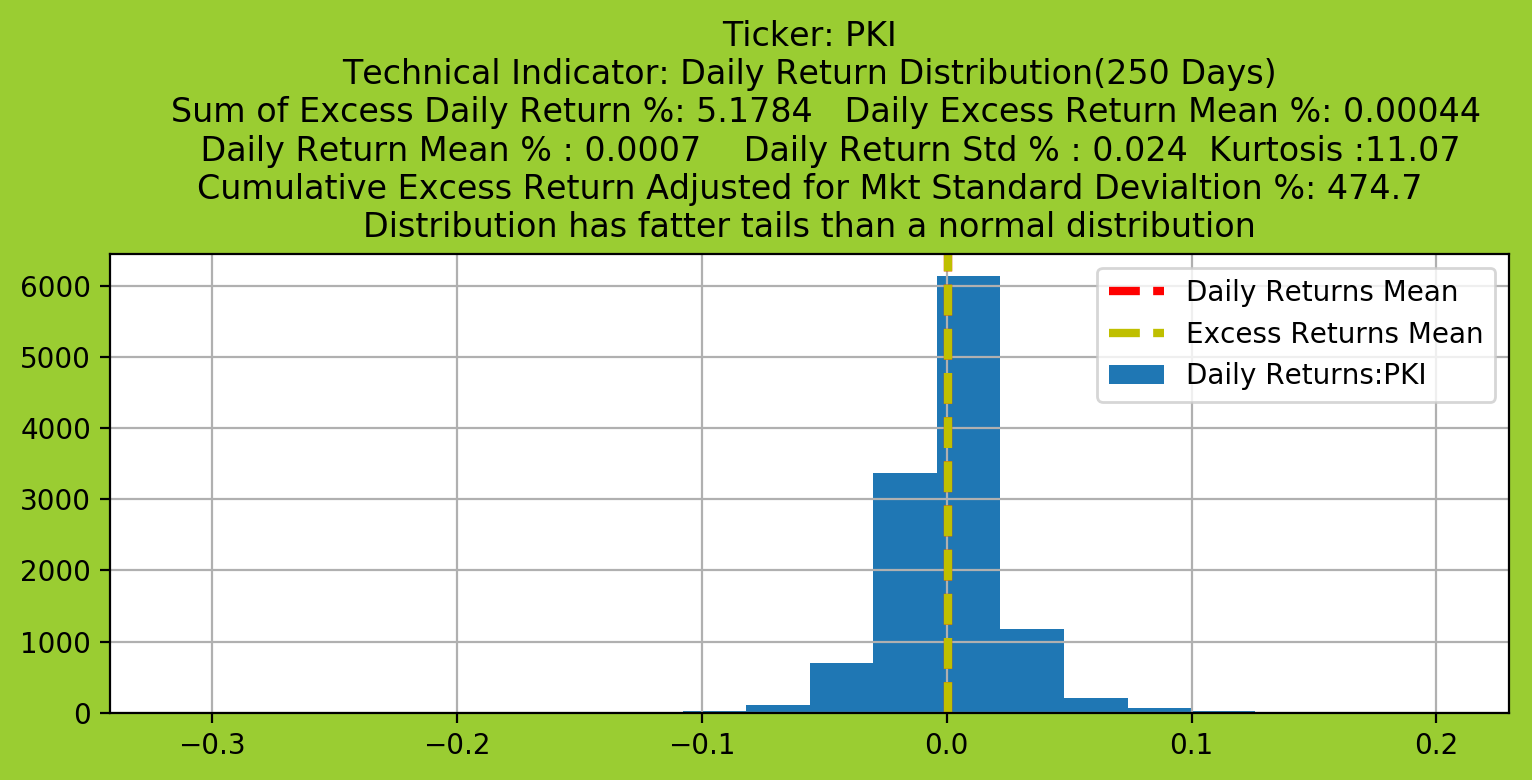 Ticker: PKI
Technical Indicator: Daily Return Distribution(250 Days)
Sum of Excess Daily Return %: 5.1784   Daily Excess Return Mean %: 0.00044
Daily Return Mean % : 0.0007    Daily Return Std % : 0.024  Kurtosis :11.07
Cumulative Excess Return Adjusted for Mkt Standard Devialtion %: 474.7
Distribution has fatter tails than a normal distribution
Daily Returns Mean
Excess Returns Mean
Daily Returns:PKI
6000
5000
4000
3000
2000
1000
0
−0.3 −0.2 −0.1 0.0 0.1 0.2